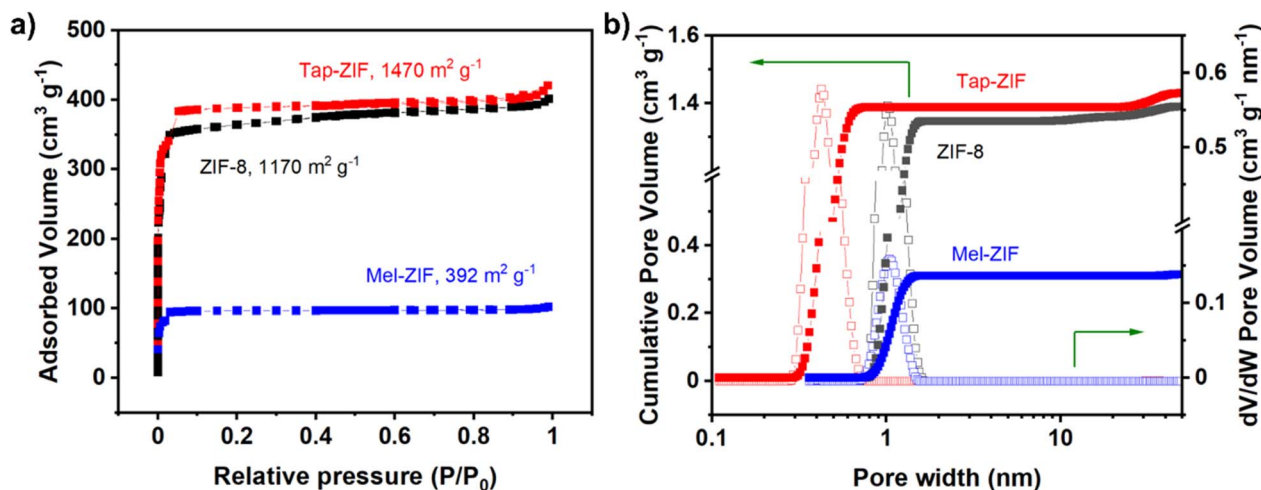 a)
Adsorbed Volume (cm³ g⁻¹)
500
400
300
200
100
0
Tap-ZIF, 1470 m² g⁻¹
ZIF-8, 1170 m² g⁻¹
Mel-ZIF, 392 m² g⁻¹
0 0.2 0.4 0.6 0.8 1
Relative pressure (P/P₀)
b)
Cumulative Pore Volume (cm³ g⁻¹)
1.6
1.4
0.4
0.2
0
Tap-ZIF
ZIF-8
Mel-ZIF
0.6
0.5
0.1
0
dV/dW Pore Volume (cm³ g⁻¹ nm⁻¹)
0.1 1 10
Pore width (nm)